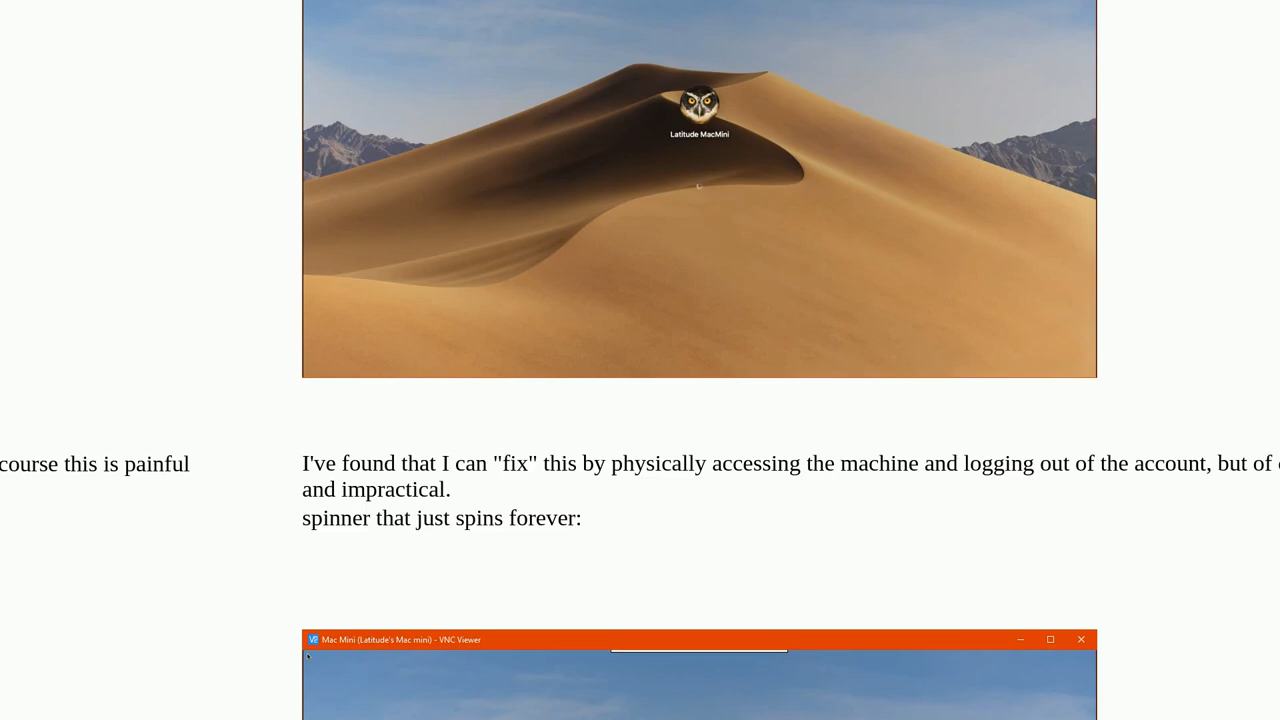 Latitude MacMini
course this is painful
I've found that I can "fix" this by physically accessing the machine and logging out of the account, but of
and impractical.
spinner that just spins forever:
Mac Mini (Latitude's Mac mini) - VNC Viewer